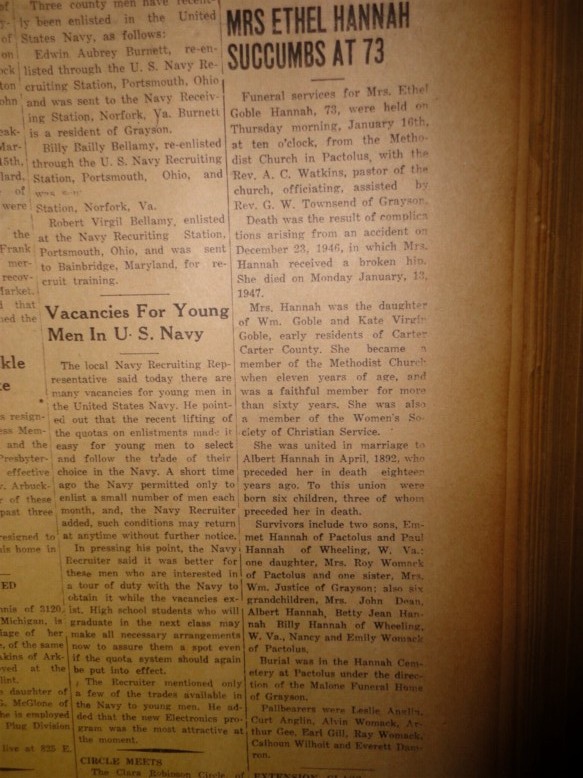 Three county men have recent-
ly been enlisted in the United
States Navy, as follows:
Edwin Aubrey Burnett, re-en-
listed through the U. S. Navy Re-
cruiting Station, Portsmouth, Ohio
and was sent to the Navy Receiv-
ing Station, Norfork, Va. Burnett
is a resident of Grayson.
Billy Bailly Bellamy, re-enlisted
through the U. S. Navy Recruiting
Station, Portsmouth, Ohio, and
Station, Norfork, Va.
Robert Virgil Bellamy, enlisted
at the Navy Recuriting Station,
Portsmouth, Ohio, and was sent
to Bainbridge, Maryland, for re-
cruit training.
Vacancies For Young
Men In U. S. Navy
The local Navy Recruiting Rep-
resentative said today there are
many vacancies for young men in
the United States Navy. He point-
ed out that the recent lifting of
the quotas on enlistments made it
easy for young men to select
and follow the trade of their
choice in the Navy. A short time
ago the Navy permitted only to
enlist a small number of men each
month, and, the Navy Recruiter
added, such conditions may return
at anytime without further notice.
In pressing his point, the Navy
Recruiter said it was better for
these men who are interested in
a tour of duty with the Navy to
obtain it while the vacancies ex-
ist. High school students who will
graduate in the next class may
make all necessary arrangements
now to assure them a spot even
if the quota system should again
be put into effect.
The Recruiter mentioned only
a few of the trades available in
the Navy to young men. He ad-
ded that the new Electronics pro-
gram was the most attractive at
the moment.
CIRCLE MEETS
The Clara Robinson Circle of
MRS ETHEL HANNAH
SUCCUMBS AT 73
Funeral services for Mrs. Ethel
Goble Hannah, 73, were held on
Thursday morning, January 16th,
at ten o'clock, from the Metho-
dist Church in Pactolus, with the
Rev. A. C. Watkins, pastor of the
church, officiating, assisted by
Rev. G. W. Townsend of Grayson.
Death was the result of complica
tions arising from an accident on
December 23, 1946, in which Mrs.
Hannah received a broken hip.
She died on Monday January, 13,
1947.
Mrs. Hannah was the daughter
of Wm. Goble and Kate Virgin
Goble, early residents of Carter
Carter County. She became a
member of the Methodist Church
when eleven years of age, and
was a faithful member for more
than sixty years. She was also
a member of the Women's So-
ciety of Christian Service.
She was united in marriage to
Albert Hannah in April, 1892, who
preceded her in death eighteen
years ago. To this union were
born six children, three of whom
preceded her in death.
Survivors include two sons, Em-
met Hannah of Pactolus and Paul
Hannah of Wheeling, W. Va.:
one daughter, Mrs. Roy Womack
of Pactolus and one sister, Mrs.
Wm. Justice of Grayson; also six
grandchildren, Mrs. John Dean,
Albert Hannah, Betty Jean Han-
nah Billy Hannah of Wheeling,
W. Va., Nancy and Emily Womack
of Pactolus.
Burial was in the Hannah Cem-
etery at Pactolus under the direc-
tion of the Malone Funeral Home
of Grayson.
Pallbearers were Leslie Anglin,
Curt Anglin, Alvin Womack, Ar-
thur Gee, Earl Gill, Ray Womack,
Calhoun Wilhoit and Everett Dam-
ron.